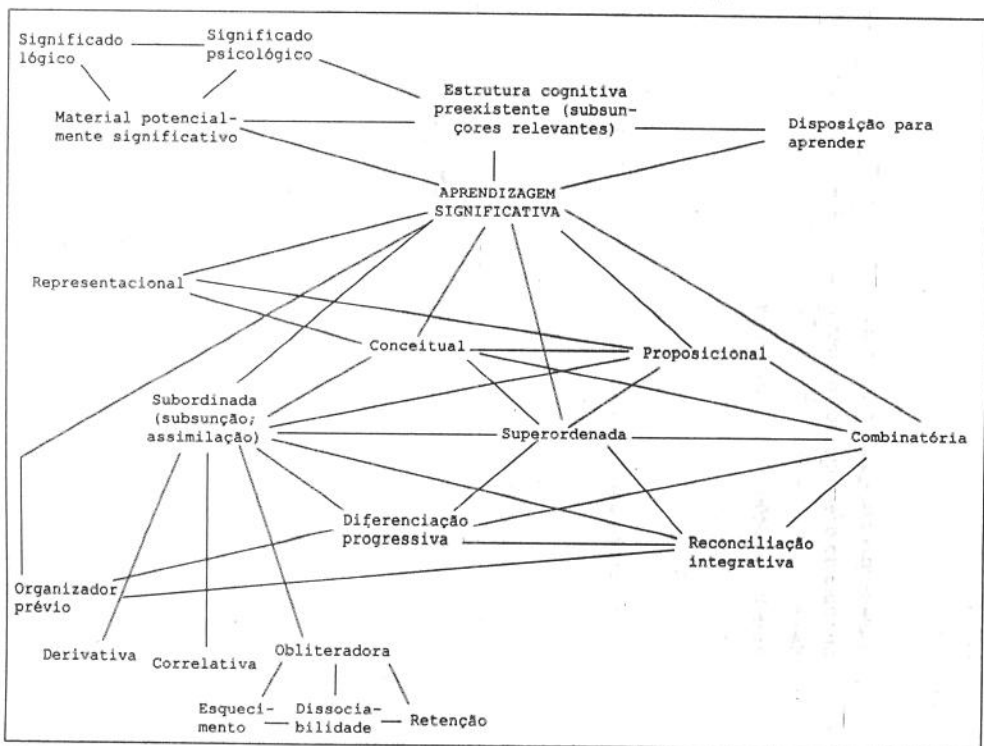 Significado
lógico
Significado
psicológico
Estrutura cognitiva
preexistente (subsun-
çores relevantes)
Material potencial-
mente significativo
Disposição para
aprender
APRENDIZAGEM
SIGNIFICATIVA
Representacional
Conceitual
Proposicional
Subordinada
(subsunção;
assimilação)
Superordenada
Combinatória
Diferenciação
progressiva
Reconciliação
integrativa
Organizador
prévio
Derivativa
Correlativa
Obliteradora
Esqueci-
mento
Dissocia-
bilidade
Retenção